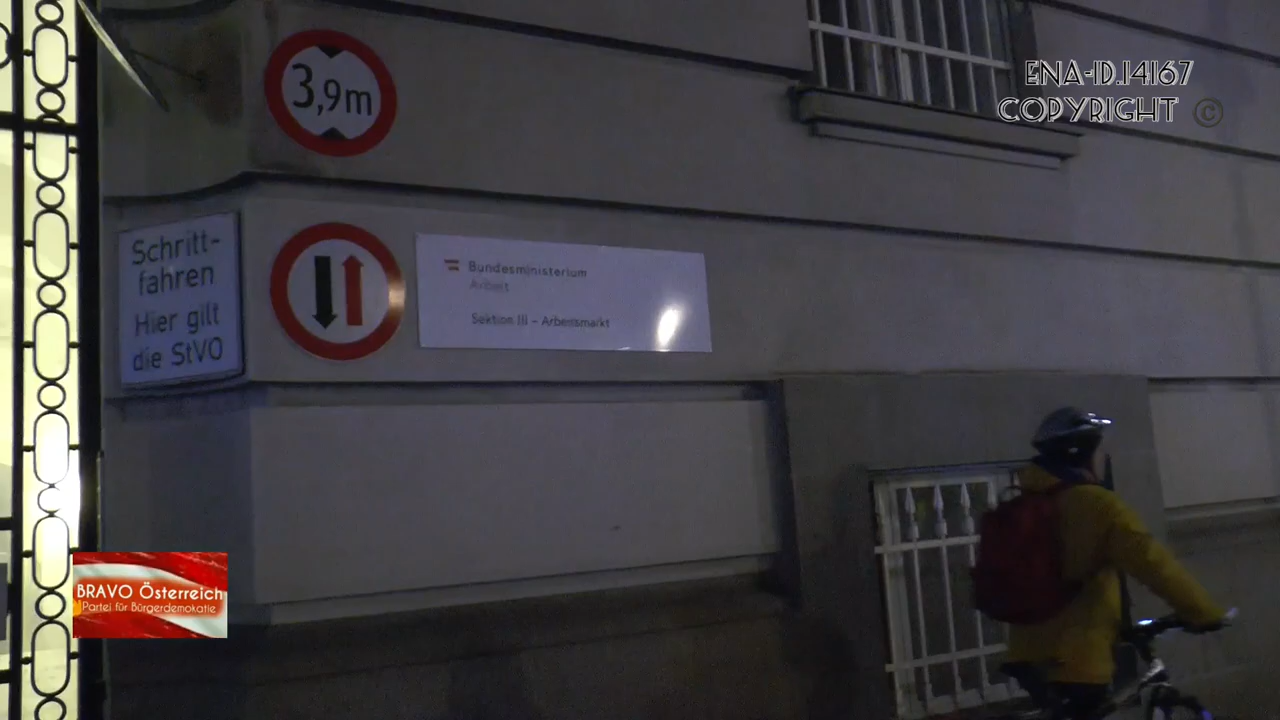 ENA-ID.14167
COPYRIGHT ©
3,9m
Schritt-
fahren
Hier gilt
die StVO
Bundesministerium
Arbeit
Sektion III – Arbeitsmarkt
BRAVO Österreich
Partei für Bürgerdemokatie